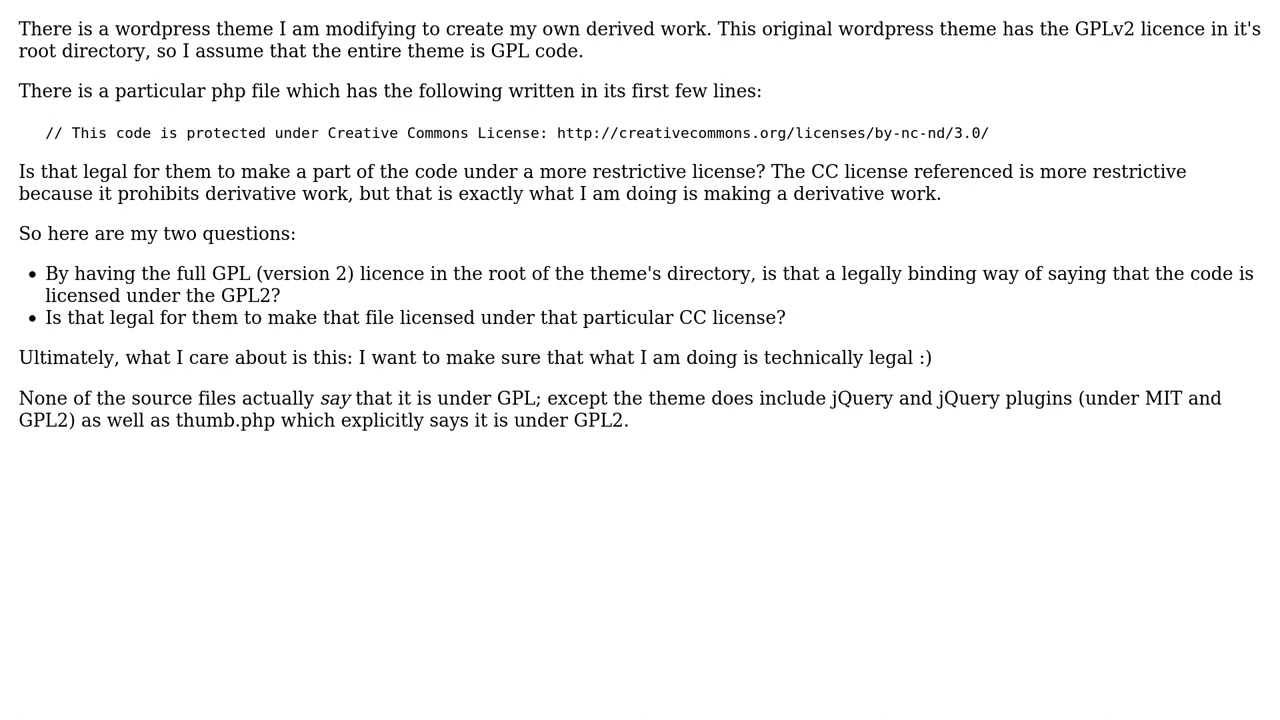 There is a wordpress theme I am modifying to create my own derived work. This original wordpress theme has the GPLv2 licence in it's
root directory, so I assume that the entire theme is GPL code.
There is a particular php file which has the following written in its first few lines:
// This code is protected under Creative Commons License: http://creativecommons.org/licenses/by-nc-nd/3.0/
Is that legal for them to make a part of the code under a more restrictive license? The CC license referenced is more restrictive
because it prohibits derivative work, but that is exactly what I am doing is making a derivative work.
So here are my two questions:
• By having the full GPL (version 2) licence in the root of the theme's directory, is that a legally binding way of saying that the code is
licensed under the GPL2?
• Is that legal for them to make that file licensed under that particular CC license?
Ultimately, what I care about is this: I want to make sure that what I am doing is technically legal :)
None of the source files actually say that it is under GPL; except the theme does include jQuery and jQuery plugins (under MIT and
GPL2) as well as thumb.php which explicitly says it is under GPL2.